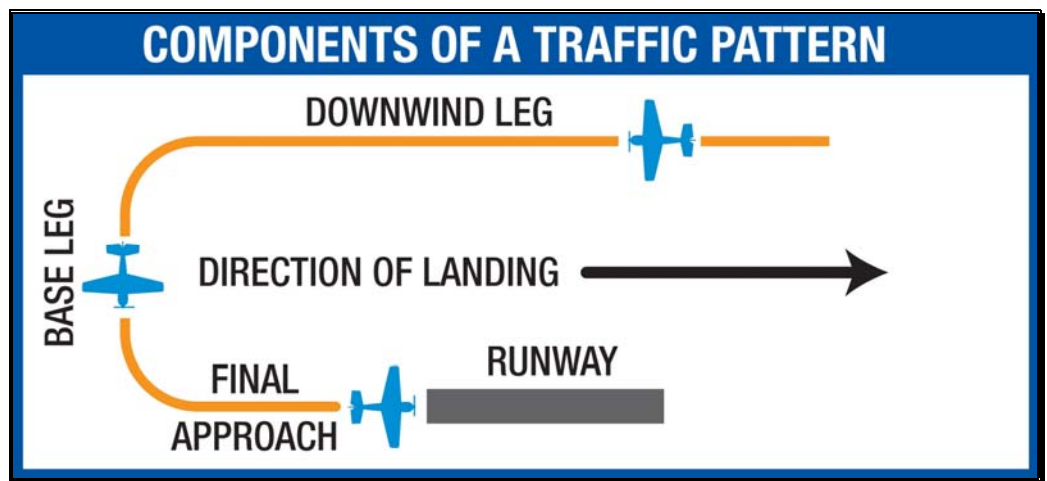 COMPONENTS OF A TRAFFIC PATTERN
DOWNWIND LEG
BASE LEG
DIRECTION OF LANDING
RUNWAY
FINAL
APPROACH